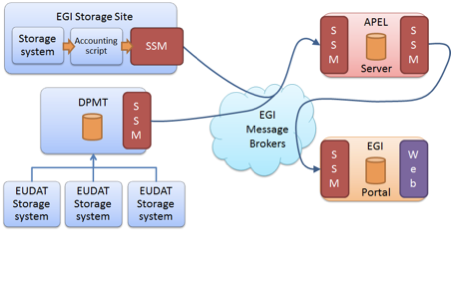 EGI Storage Site
Storage
system
Accounting
script
SSM
DPMT
S
S
M
EUDAT
Storage
system
EUDAT
Storage
system
EUDAT
Storage
system
EGI
Message
Brokers
S
S
M
APEL
Server
S
S
M
S
S
M
EGI
Portal
W
e
b